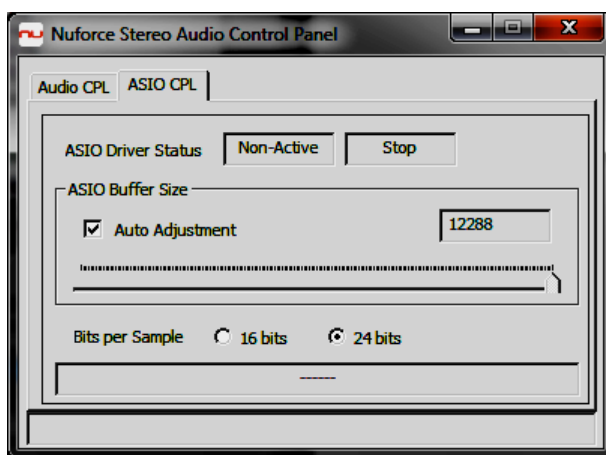 nu Nuforce Stereo Audio Control Panel
Audio CPL ASIO CPL
ASIO Driver Status Non-Active Stop
ASIO Buffer Size
Auto Adjustment 12288
Bits per Sample 16 bits 24 bits
------